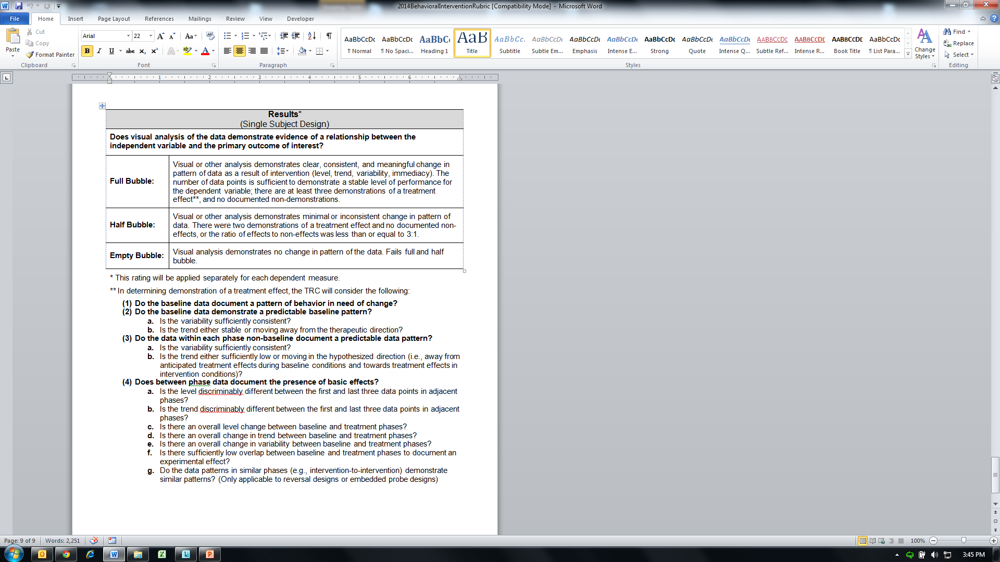 2014BehavioralInterventionRubric [Compatibility Mode] - Microsoft Word
File Home Insert Page Layout References Mailings Review View Developer
Paste
Cut
Copy
Format Painter
Clipboard
Arial 22
Font
Paragraph
AaBbCcDc AaBbCcDc AaBbCc AaB AaBbCc. AaBbCcDc AaBbCcDc AaBbCcDc AaBbCcDc AaBbCcDc AaBbCcDc AABBCCDE AABBCCDE AABBCCDE AaBbCcDc
¶ Normal ¶ No Spaci... Heading 1 Title Subtitle Subtle Em... Emphasis Intense E... Strong Quote Intense Q... Subtle Ref... Intense R... Book Title ¶ List Para...
Styles
Change Styles
Find
Replace
Select
Editing
1 2 3 4 5 6
Results*
(Single Subject Design)
Does visual analysis of the data demonstrate evidence of a relationship between the
independent variable and the primary outcome of interest?
Full Bubble:
Visual or other analysis demonstrates clear, consistent, and meaningful change in
pattern of data as a result of intervention (level, trend, variability, immediacy). The
number of data points is sufficient to demonstrate a stable level of performance for
the dependent variable; there are at least three demonstrations of a treatment
effect**, and no documented non-demonstrations.
Half Bubble:
Visual or other analysis demonstrates minimal or inconsistent change in pattern of
data. There were two demonstrations of a treatment effect and no documented non-
effects, or the ratio of effects to non-effects was less than or equal to 3:1.
Empty Bubble:
Visual analysis demonstrates no change in pattern of the data. Fails full and half
bubble.
* This rating will be applied separately for each dependent measure.
** In determining demonstration of a treatment effect, the TRC will consider the following:
(1) Do the baseline data document a pattern of behavior in need of change?
(2) Do the baseline data demonstrate a predictable baseline pattern?
a. Is the variability sufficiently consistent?
b. Is the trend either stable or moving away from the therapeutic direction?
(3) Do the data within each phase non-baseline document a predictable data pattern?
a. Is the variability sufficiently consistent?
b. Is the trend either sufficiently low or moving in the hypothesized direction (i.e., away from
anticipated treatment effects during baseline conditions and towards treatment effects in
intervention conditions)?
(4) Does between phase data document the presence of basic effects?
a. Is the level discriminably different between the first and last three data points in adjacent
phases?
b. Is the trend discriminably different between the first and last three data points in adjacent
phases?
c. Is there an overall level change between baseline and treatment phases?
d. Is there an overall change in trend between baseline and treatment phases?
e. Is there an overall change in variability between baseline and treatment phases?
f. Is there sufficiently low overlap between baseline and treatment phases to document an
experimental effect?
g. Do the data patterns in similar phases (e.g., intervention-to-intervention) demonstrate
similar patterns? (Only applicable to reversal designs or embedded probe designs)
Page: 9 of 9 Words: 2,251
100%
3:45 PM